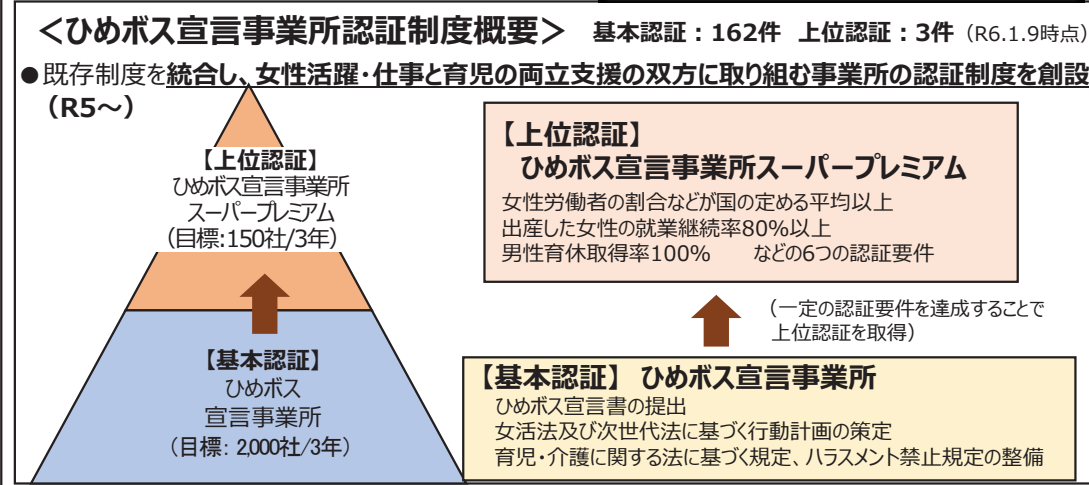 ＜ひめボス宣言事業所認証制度概要＞ 基本認証：162件 上位認証：3件（R6.1.9時点）
●既存制度を統合し、女性活躍・仕事と育児の両立支援の双方に取り組む事業所の認証制度を創設
（R5～）
【上位認証】
ひめボス宣言事業所
スーパープレミアム
（目標:150社/3年）
【基本認証】
ひめボス
宣言事業所
（目標: 2,000社/3年）
【上位認証】
ひめボス宣言事業所スーパープレミアム
女性労働者の割合などが国の定める平均以上
出産した女性の就業継続率80%以上
男性育休取得率100% などの6つの認証要件
（一定の認証要件を達成することで
上位認証を取得）
【基本認証】 ひめボス宣言事業所
ひめボス宣言書の提出
女活法及び次世代法に基づく行動計画の策定
育児・介護に関する法に基づく規定、ハラスメント禁止規定の整備